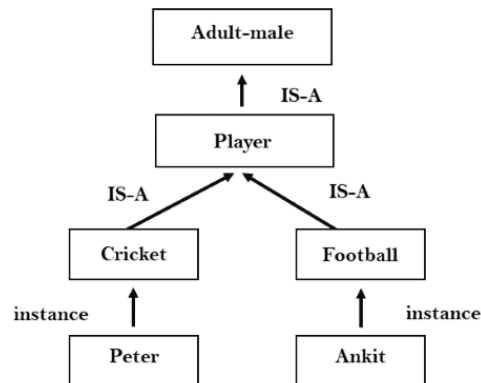 Adult-male
IS-A
Player
IS-A IS-A
Cricket Football
instance instance
Peter Ankit